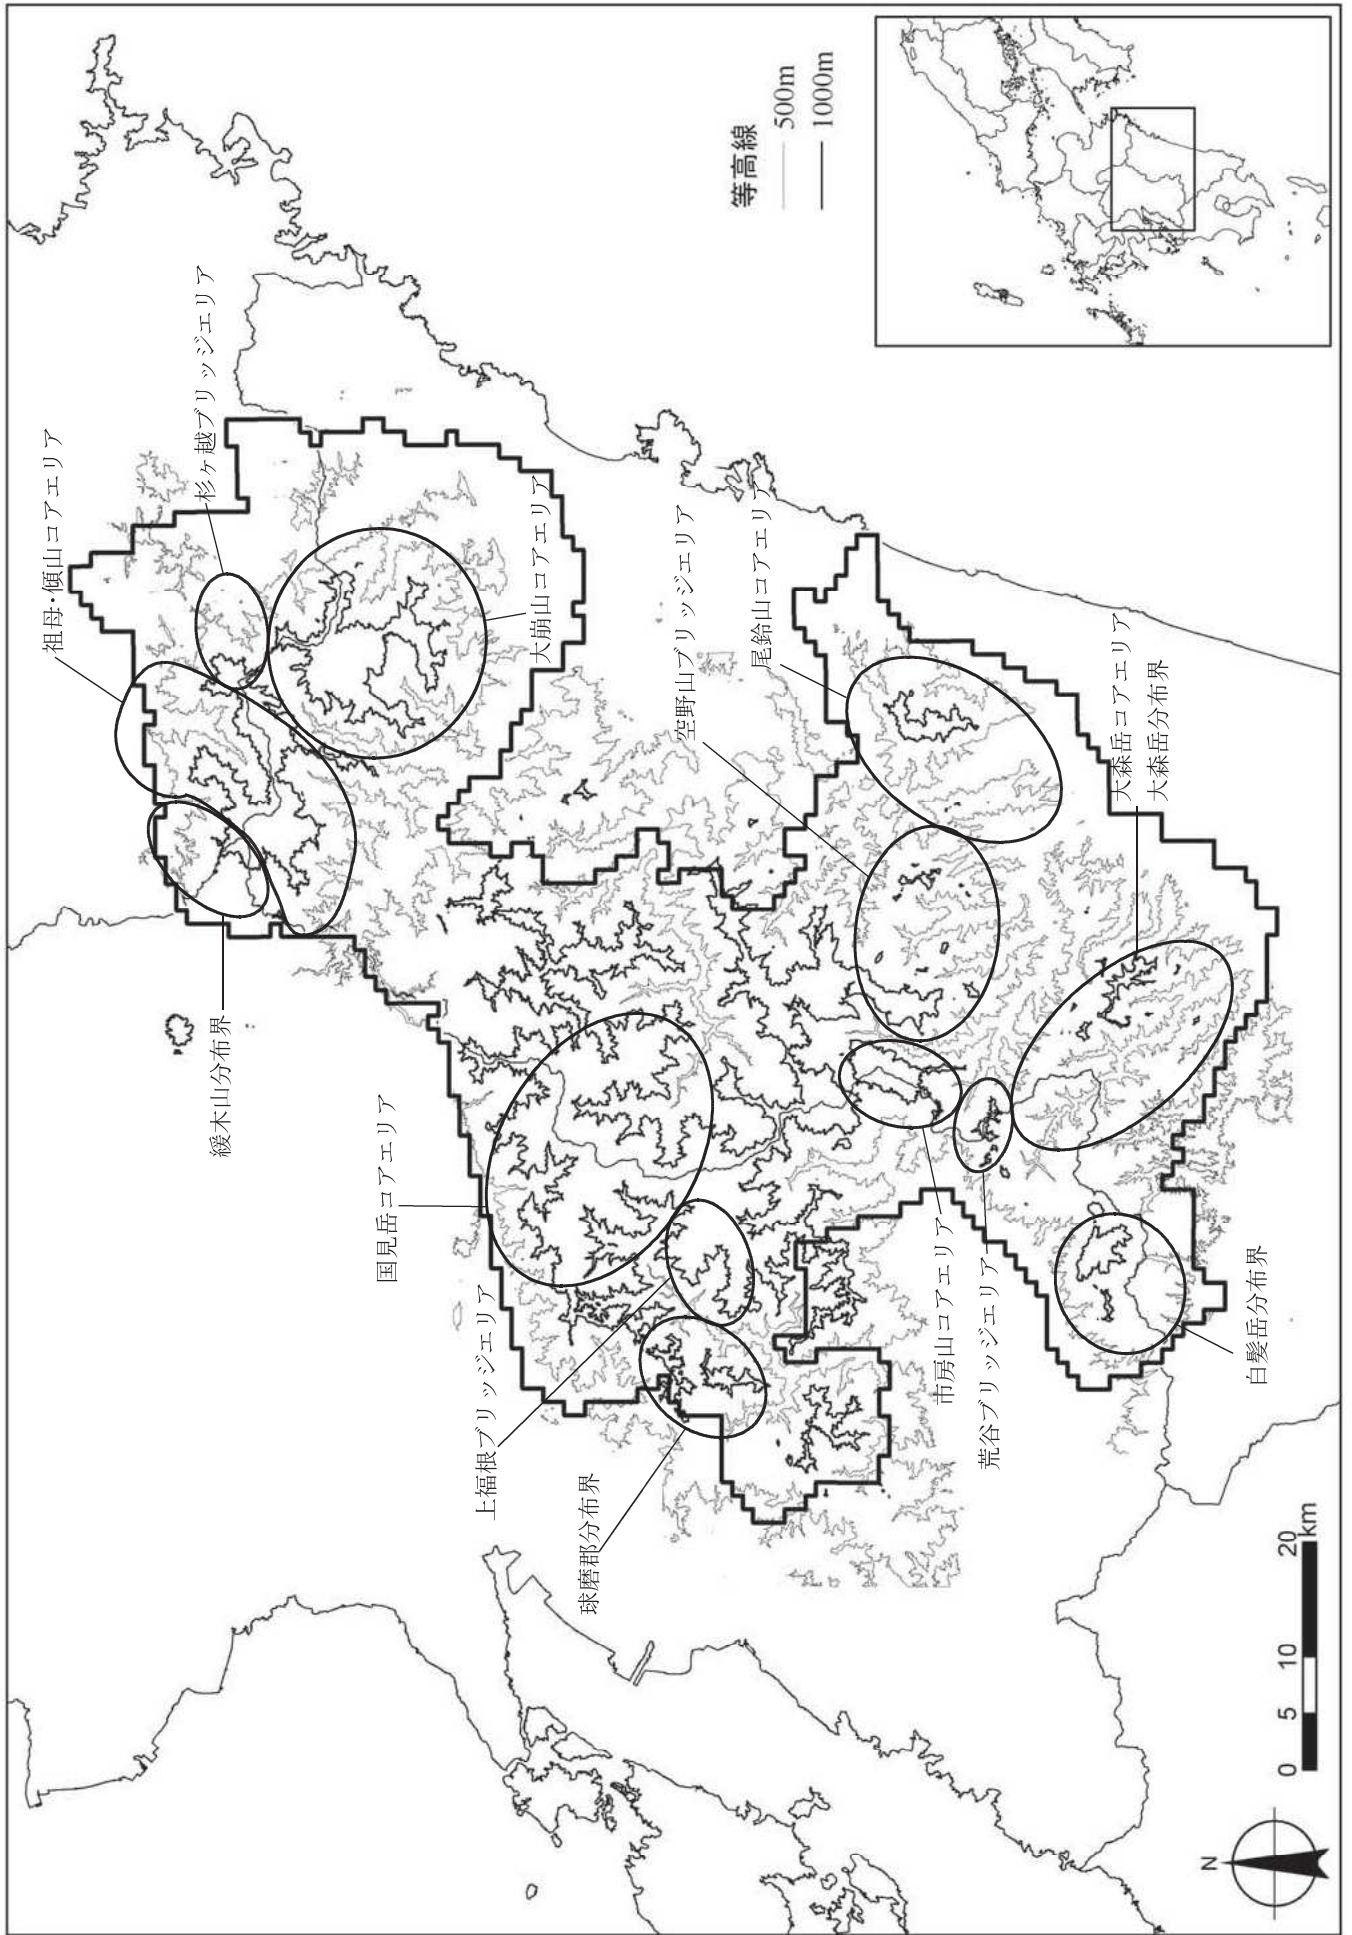 祖母・傾山コアエリア
杉ヶ越ブリッジェリア
大崩山コアエリア
緩木山分布界
国見岳コアエリア
上福根ブリッジェリア
球磨郡分布界
空野山ブリッジェリア
尾鈴山コアエリア
大森岳コアエリア
大森岳分布界
市房山コアエリア
荒谷ブリッジェリア
白髪岳分布界
等高線
500m
1000m
N
0 5 10 20
km